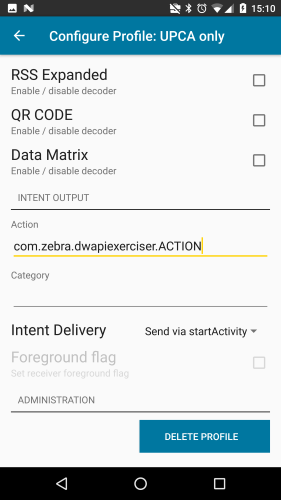 15:10
Configure Profile: UPCA only
RSS Expanded
Enable / disable decoder
QR CODE
Enable / disable decoder
Data Matrix
Enable / disable decoder
INTENT OUTPUT
Action
com.zebra.dwapiexerciser.ACTION
Category
Intent Delivery Send via startActivity
Foreground flag
Set receiver foreground flag
ADMINISTRATION
DELETE PROFILE